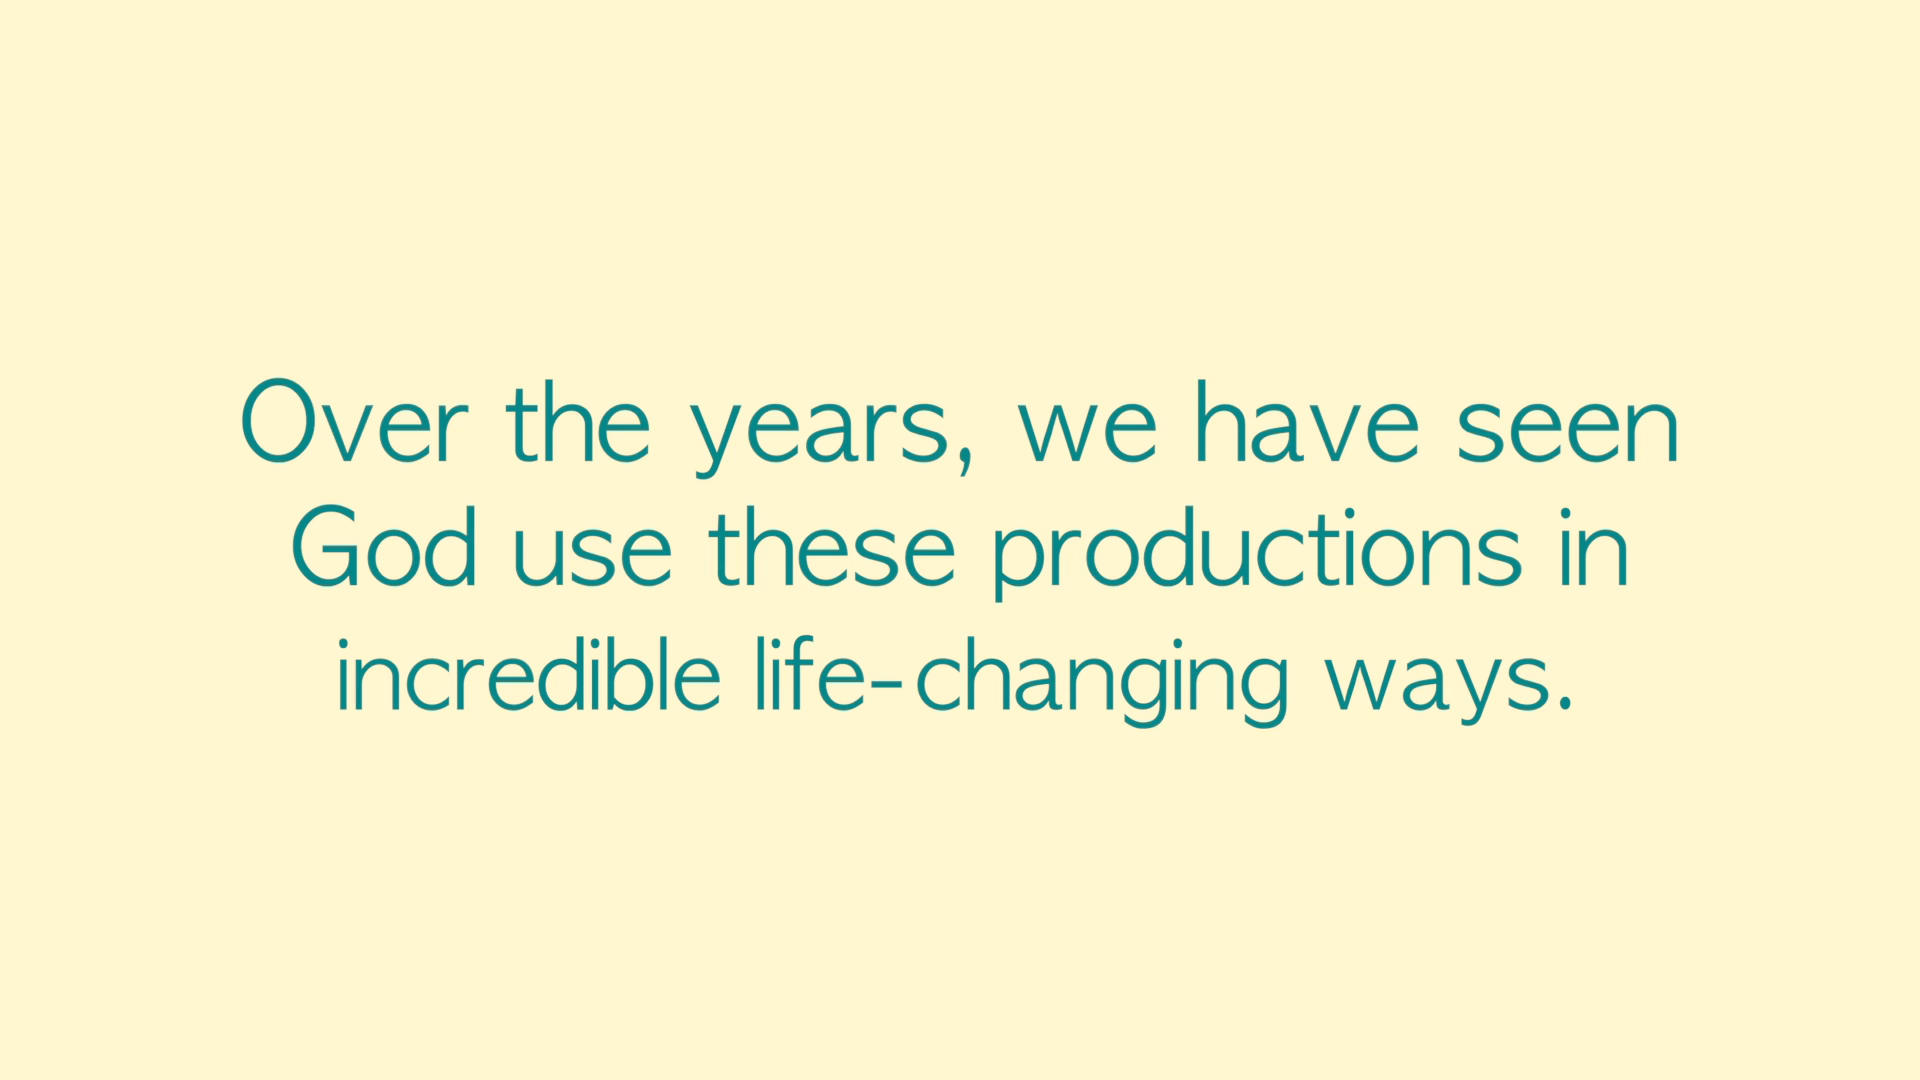 Over the years, we have seen
God use these productions in
incredible life-changing ways.